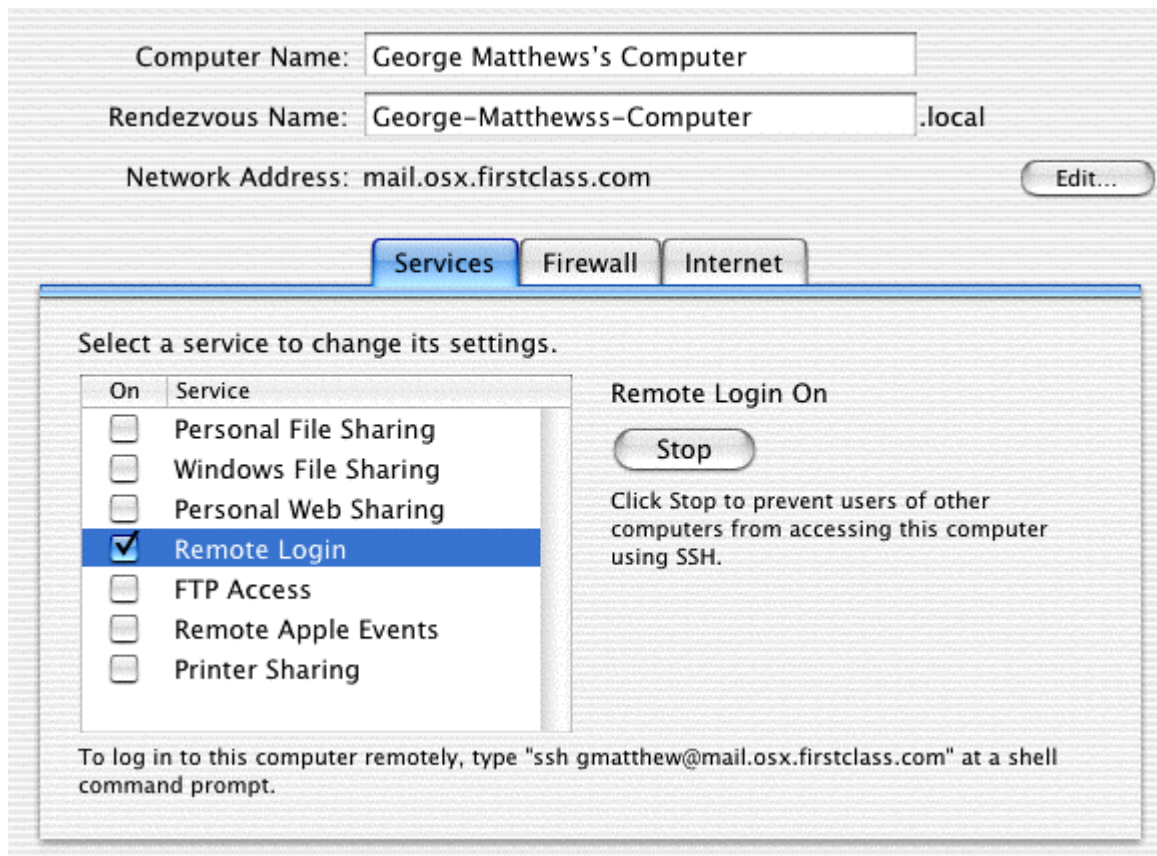 Computer Name: George Matthews's Computer
Rendezvous Name: George-Matthewss-Computer .local
Network Address: mail.osx.firstclass.com Edit...
Services Firewall Internet
Select a service to change its settings.
On Service
Personal File Sharing
Windows File Sharing
Personal Web Sharing
Remote Login
FTP Access
Remote Apple Events
Printer Sharing
Remote Login On
Stop
Click Stop to prevent users of other
computers from accessing this computer
using SSH.
To log in to this computer remotely, type "ssh gmatthew@mail.osx.firstclass.com" at a shell
command prompt.